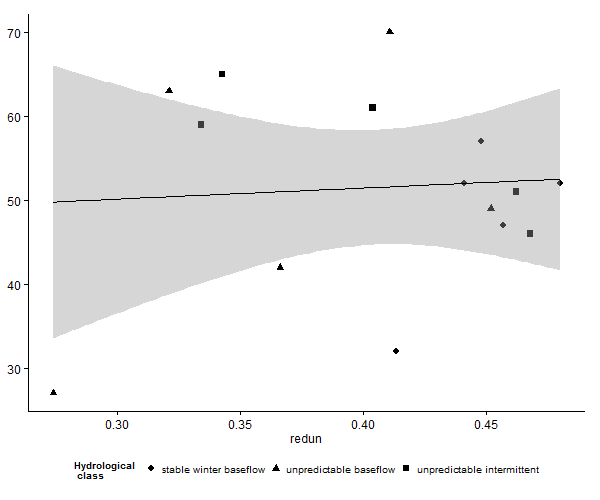 70
60
50
40
30
0.30 0.35 0.40 0.45
redun
Hydrological class stable winter baseflow unpredictable baseflow unpredictable intermittent